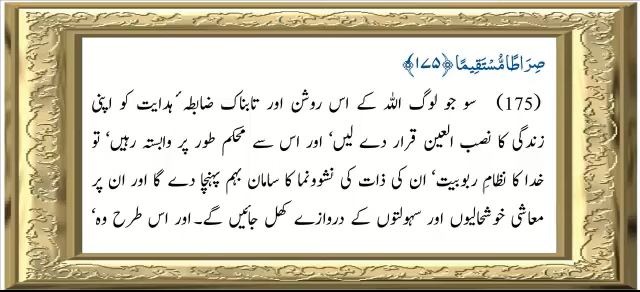 صِرَاطًا مُّسْتَقِيمًا ﴿۱۷۵﴾
(175) سو جو لوگ اللہ کے اس روشن اور تابناک ضابطہٴ ہدایت کو اپنی
زندگی کا نصب العین قرار دے لیں‘ اور اس سے محکم طور پر وابستہ رہیں‘ تو
خدا کا نظامِ ربوبیت‘ ان کی ذات کی نشوونما کا سامان بہم پہنچا دے گا اور ان پر
معاشی خوشحالیوں اور سہولتوں کے دروازے کھل جائیں گے۔ اور اس طرح وہ‘